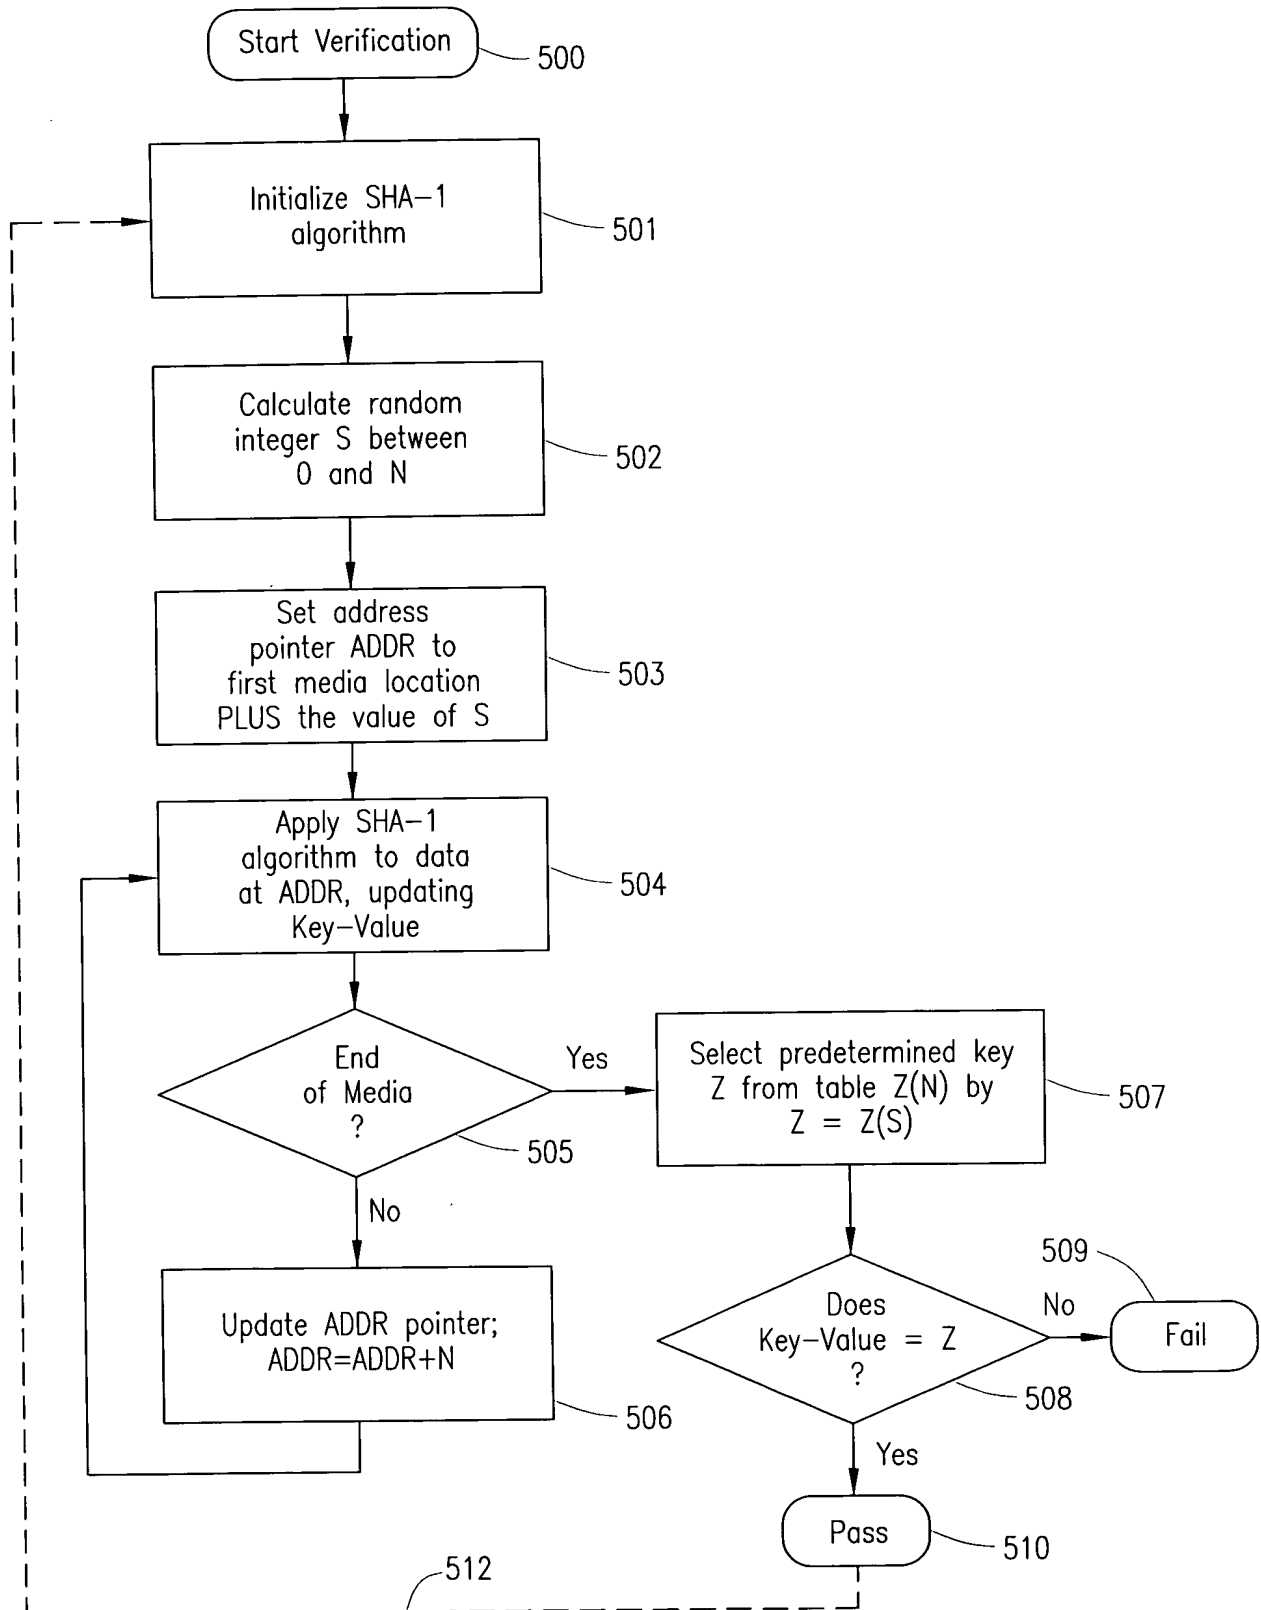 Start Verification
500
Initialize SHA-1
algorithm
501
Calculate random
integer S between
0 and N
502
Set address
pointer ADDR to
first media location
PLUS the value of S
503
Apply SHA-1
algorithm to data
at ADDR, updating
Key-Value
504
End
of Media
?
505
Yes
No
Update ADDR pointer;
ADDR=ADDR+N
506
Select predetermined key
Z from table Z(N) by
Z = Z(S)
507
Does
Key-Value = Z
?
508
No
509
Fail
Yes
Pass
510
512